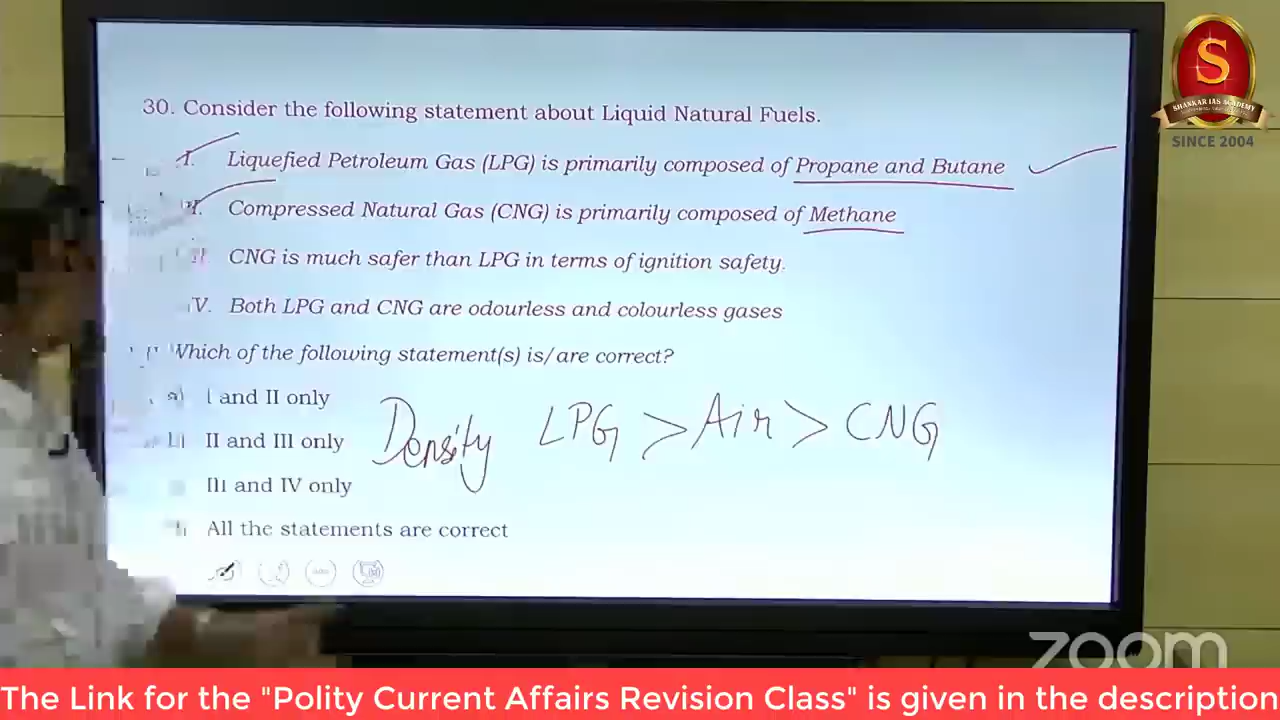 30. Consider the following statement about Liquid Natural Fuels.
I. Liquefied Petroleum Gas (LPG) is primarily composed of Propane and Butane
II. Compressed Natural Gas (CNG) is primarily composed of Methane
CNG is much safer than LPG in terms of ignition safety.
IV. Both LPG and CNG are odourless and colourless gases
Which of the following statement(s) is/are correct?
a) I and II only
II and III only
III and IV only
All the statements are correct
Density LPG > Air > CNG
S
SHANKAR IAS ACADEMY
SINCE 2004
zoom
The Link for the "Polity Current Affairs Revision Class" is given in the description